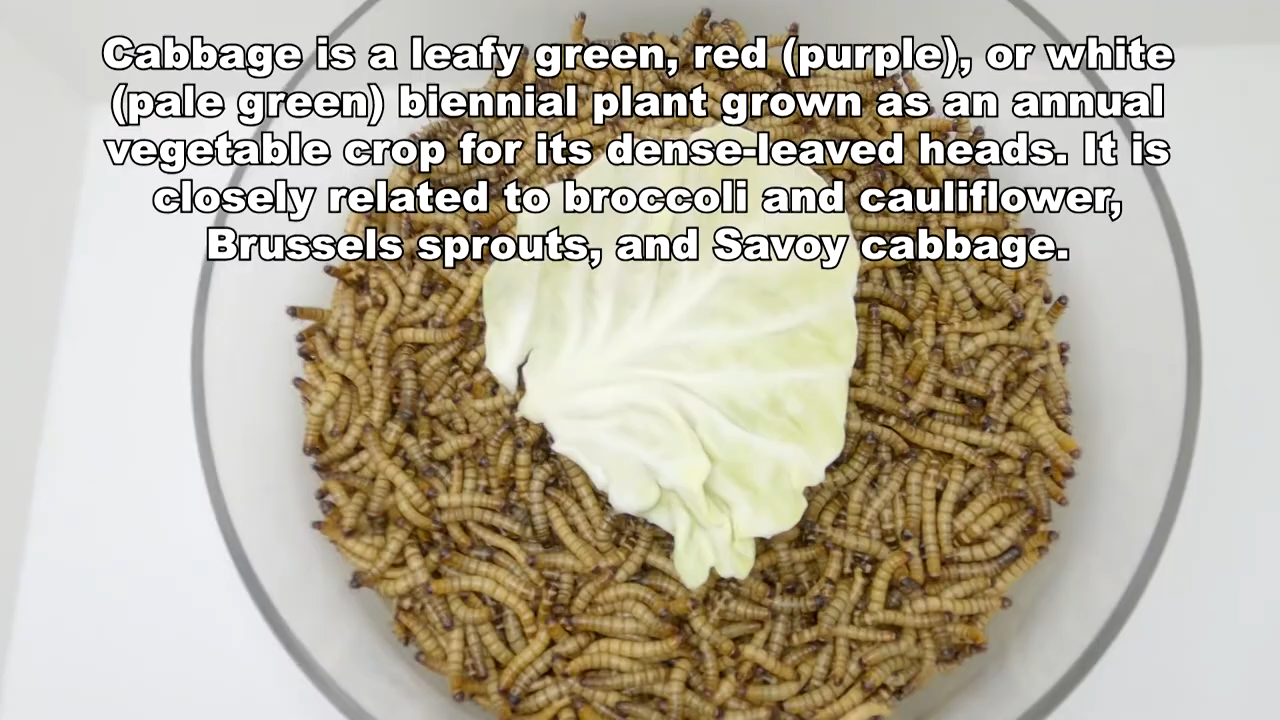 Cabbage is a leafy green, red (purple), or white
(pale green) biennial plant grown as an annual
vegetable crop for its dense-leaved heads. It is
closely related to broccoli and cauliflower,
Brussels sprouts, and Savoy cabbage.